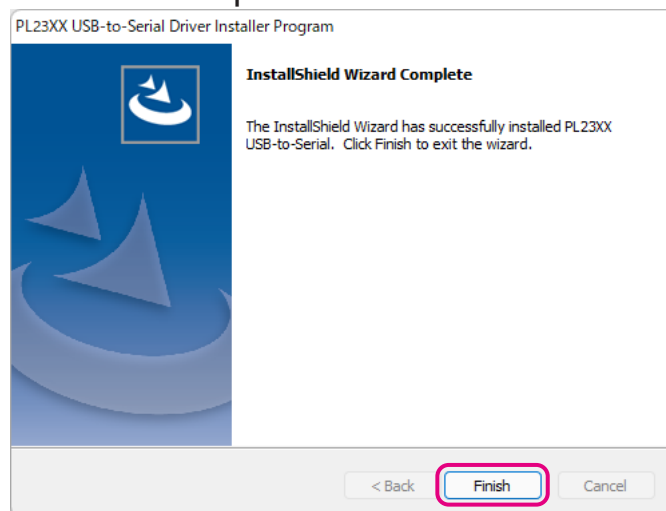 PL23XX USB-to-Serial Driver Installer Program
InstallShield Wizard Complete
The InstallShield Wizard has successfully installed PL23XX
USB-to-Serial. Click Finish to exit the wizard.
< Back
Finish
Cancel